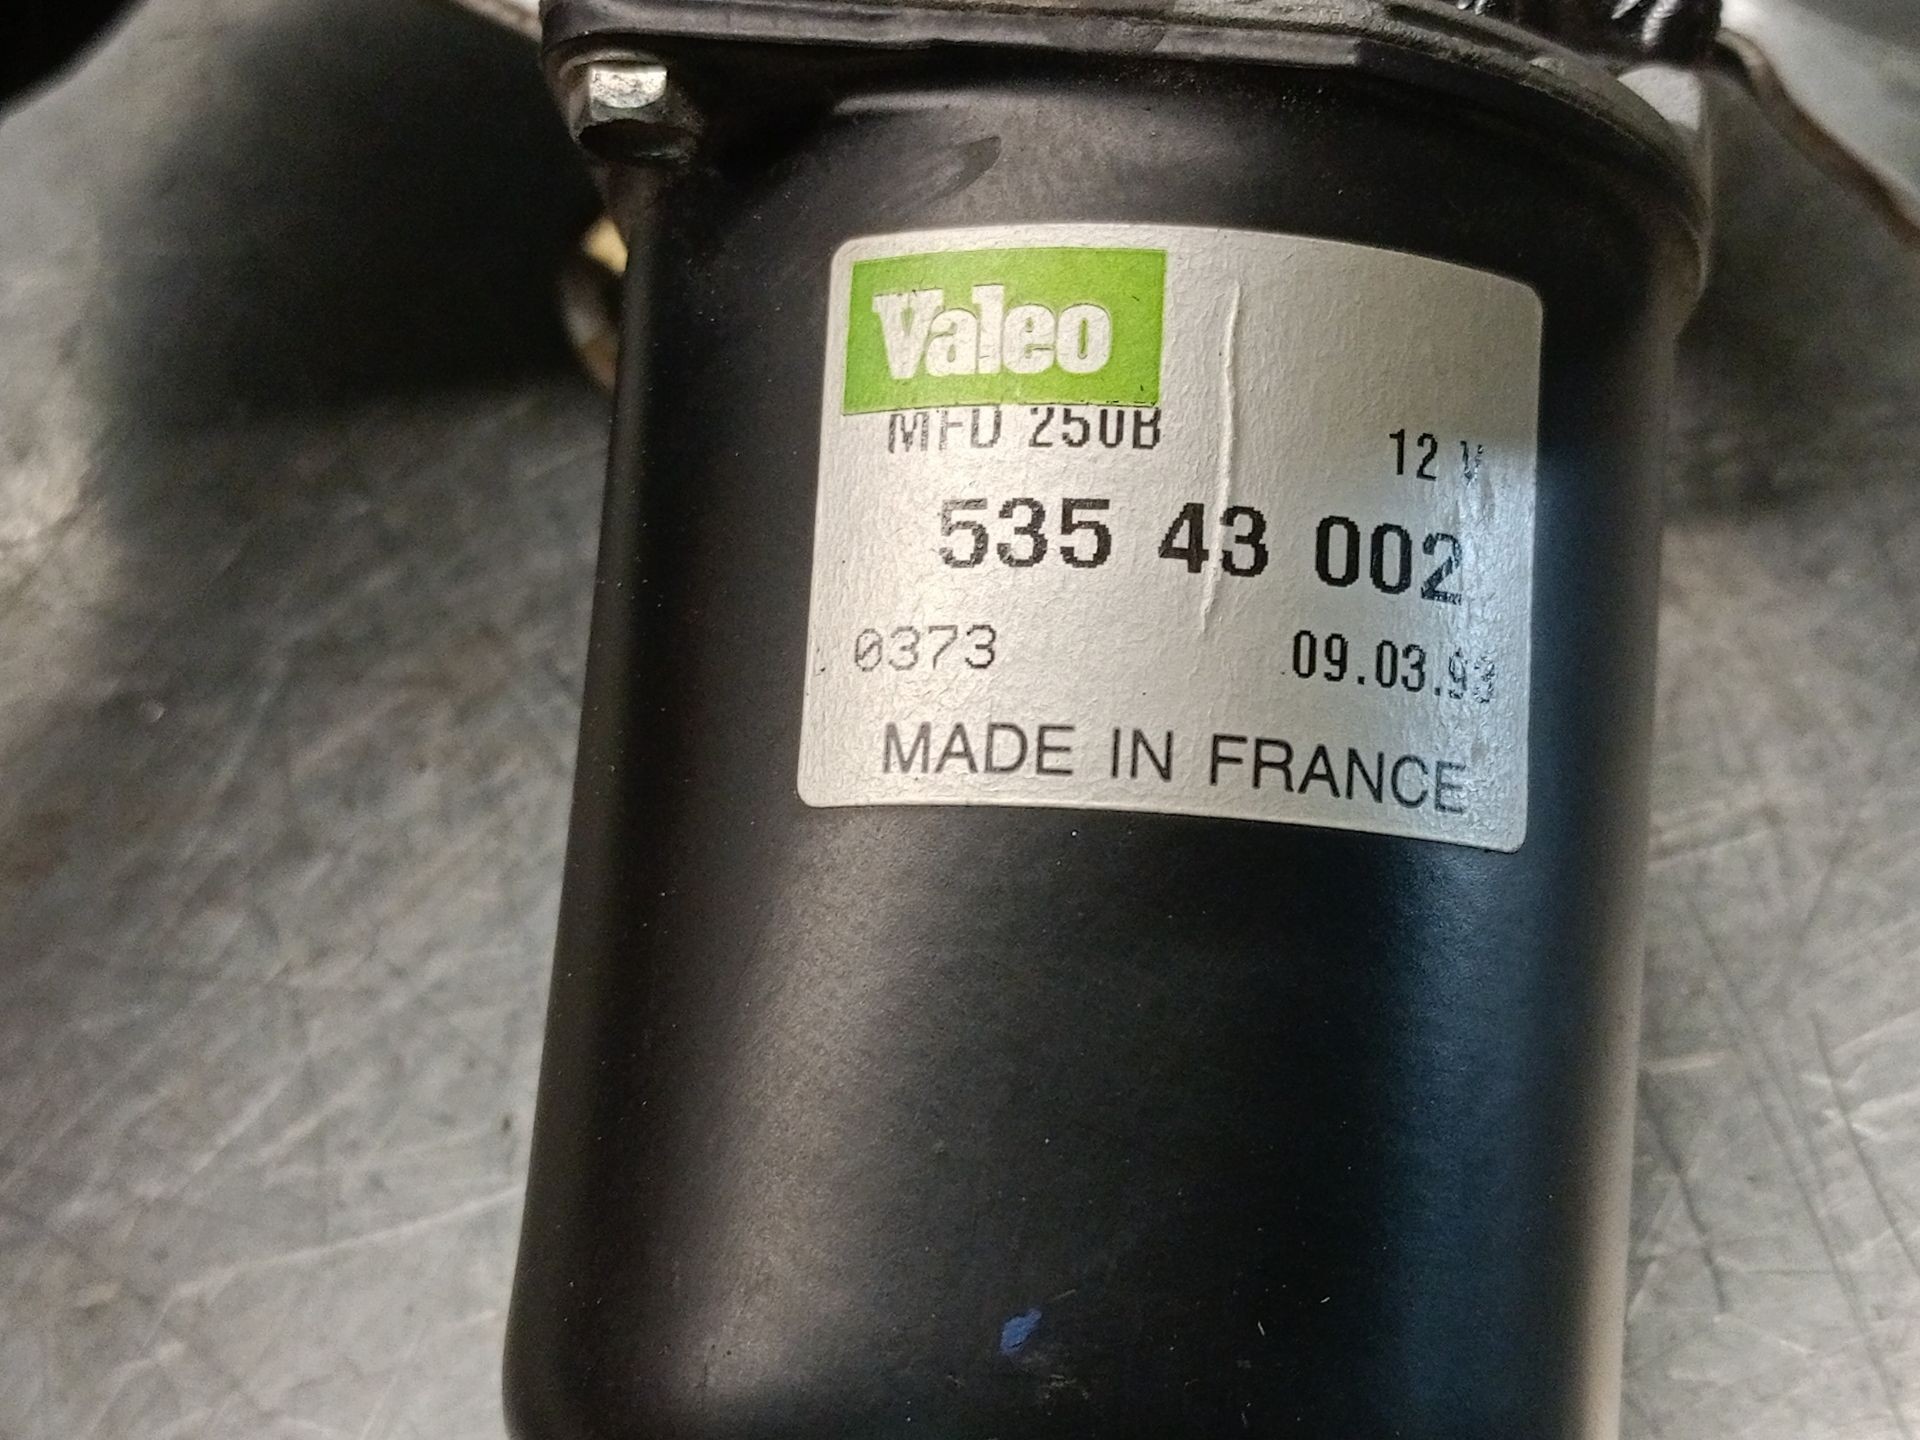 Valeo
MFD 250B 12 V
535 43 002
0373 09.03.93
MADE IN FRANCE